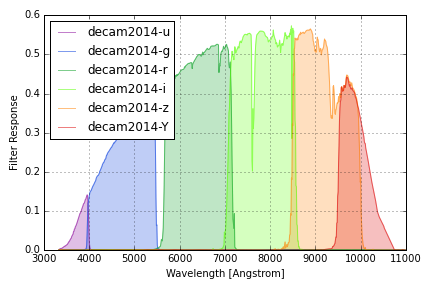 0.6
0.5
0.4
0.3
0.2
0.1
0.0
Filter Response
decam2014-u
decam2014-g
decam2014-r
decam2014-i
decam2014-z
decam2014-Y
3000 4000 5000 6000 7000 8000 9000 10000 11000
Wavelength [Angstrom]